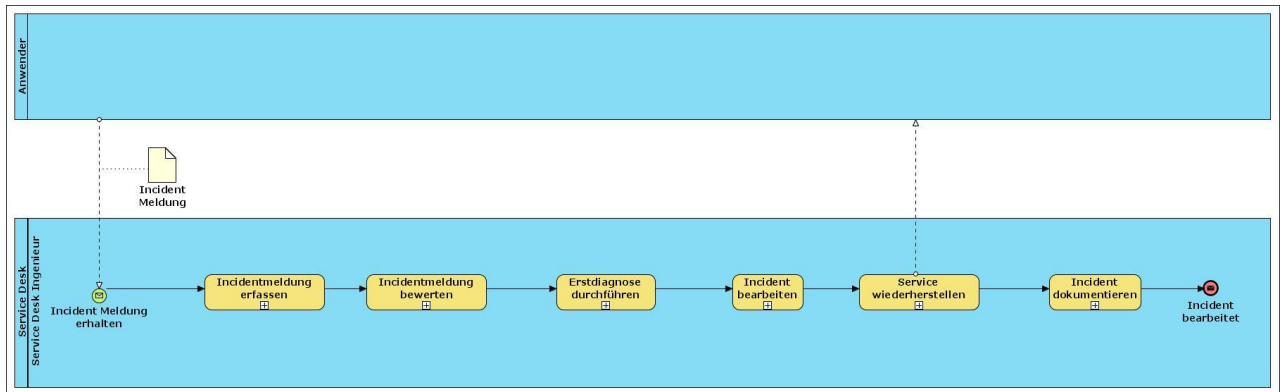 Anwender
Incident
Meldung
Service Desk
Service Desk Ingenieur
Incident Meldung
erhalten
Incidentmeldung
erfassen
Incidentmeldung
bewerten
Erstdiagnose
durchführen
Incident
bearbeiten
Service
wiederherstellen
Incident
dokumentieren
Incident
bearbeitet